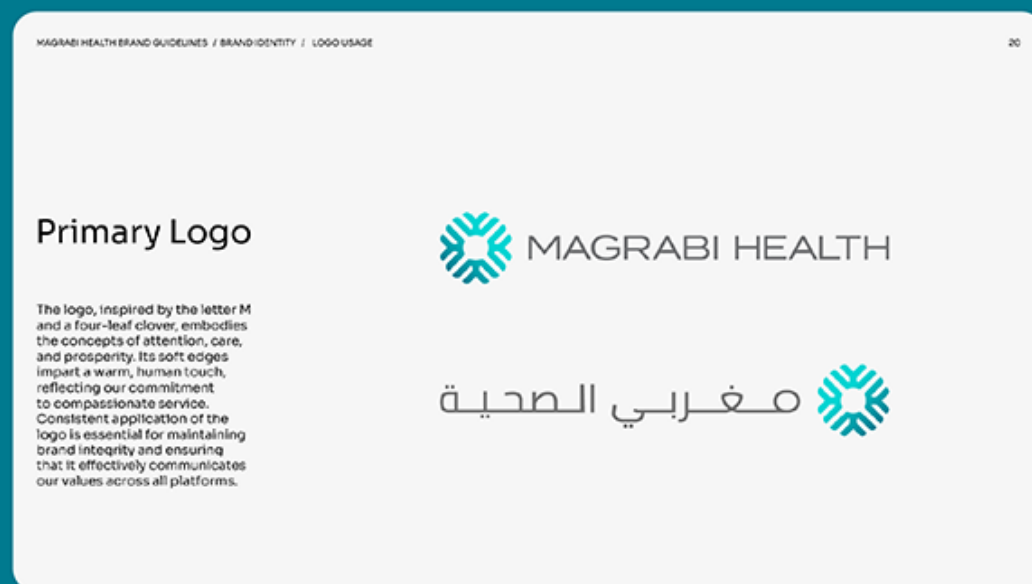 MAGRABI HEALTH BRAND GUIDELINES / BRAND IDENTITY / LOGO USAGE
20
Primary Logo
The logo, inspired by the letter M
and a four-leaf clover, embodies
the concepts of attention, care,
and prosperity. Its soft edges
impart a warm, human touch,
reflecting our commitment
to compassionate service.
Consistent application of the
logo is essential for maintaining
brand integrity and ensuring
that it effectively communicates
our values across all platforms.
MAGRABI HEALTH
مغربي الصحية